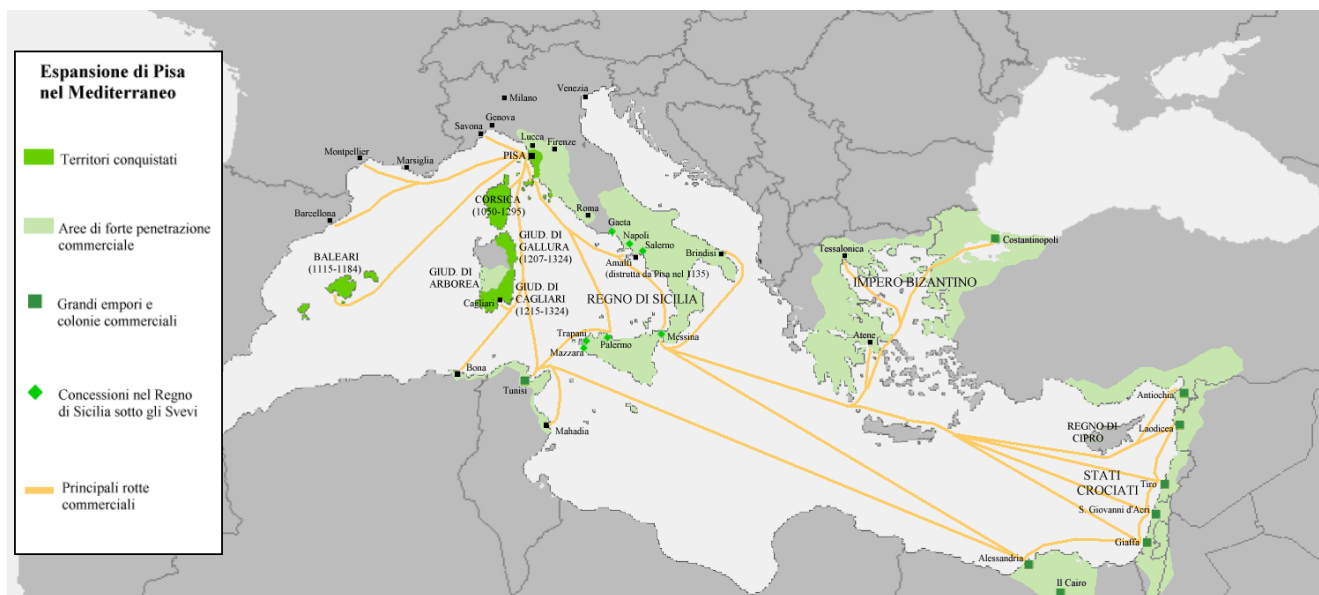 Espansione di Pisa
nel Mediterraneo
Territori conquistati
Aree di forte penetrazione
commerciale
Grandi empori e
colonie commerciali
Concessioni nel Regno
di Sicilia sotto gli Svevi
Principali rotte
commerciali
Milano
Venezia
Genova
Savona
Lucca
Firenze
PISA
Montpellier
Marsiglia
Barcellona
CORSICA
(1050-1295)
Roma
Gaeta
Napoli
Salerno
Brindisi
Amalfi
(distrutta da Pisa nel 1135)
GIUD. DI
GALLURA
(1207-1324)
BALEARI
(1115-1184)
GIUD. DI
ARBOREA
GIUD. DI
CAGLIARI
(1215-1324)
Cagliari
REGNO DI SICILIA
Tessalonica
Costantinopoli
IMPERO BIZANTINO
Atene
Trapani
Mazzara
Palermo
Messina
Bona
Tunisi
Mahadia
Antiochia
REGNO DI
CIPRO
Laodicea
STATI
CROCIATI
Tiro
S. Giovanni d'Acri
Giaffa
Alessandria
Il Cairo